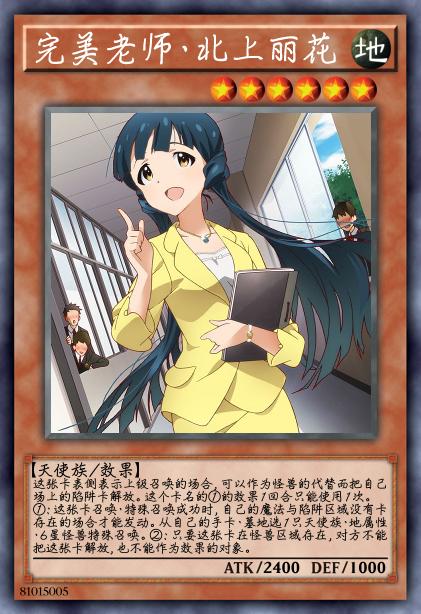 完美老师·北上丽花 地
【天使族/效果】
这张卡表侧表示上级召唤的场合，可以作为怪兽的代替而把自己
场上的陷阱卡解放。这个卡名的①的效果1回合只能使用1次。
①：这张卡召唤·特殊召唤成功时，自己的魔法与陷阱区域没有卡
存在的场合才能发动。从自己的手卡·墓地选1只天使族·地属性
·6星怪兽特殊召唤。②：只要这张卡在怪兽区域存在，对方不能
把这张卡解放，也不能作为效果的对象。
ATK/2400 DEF/1000
81015005